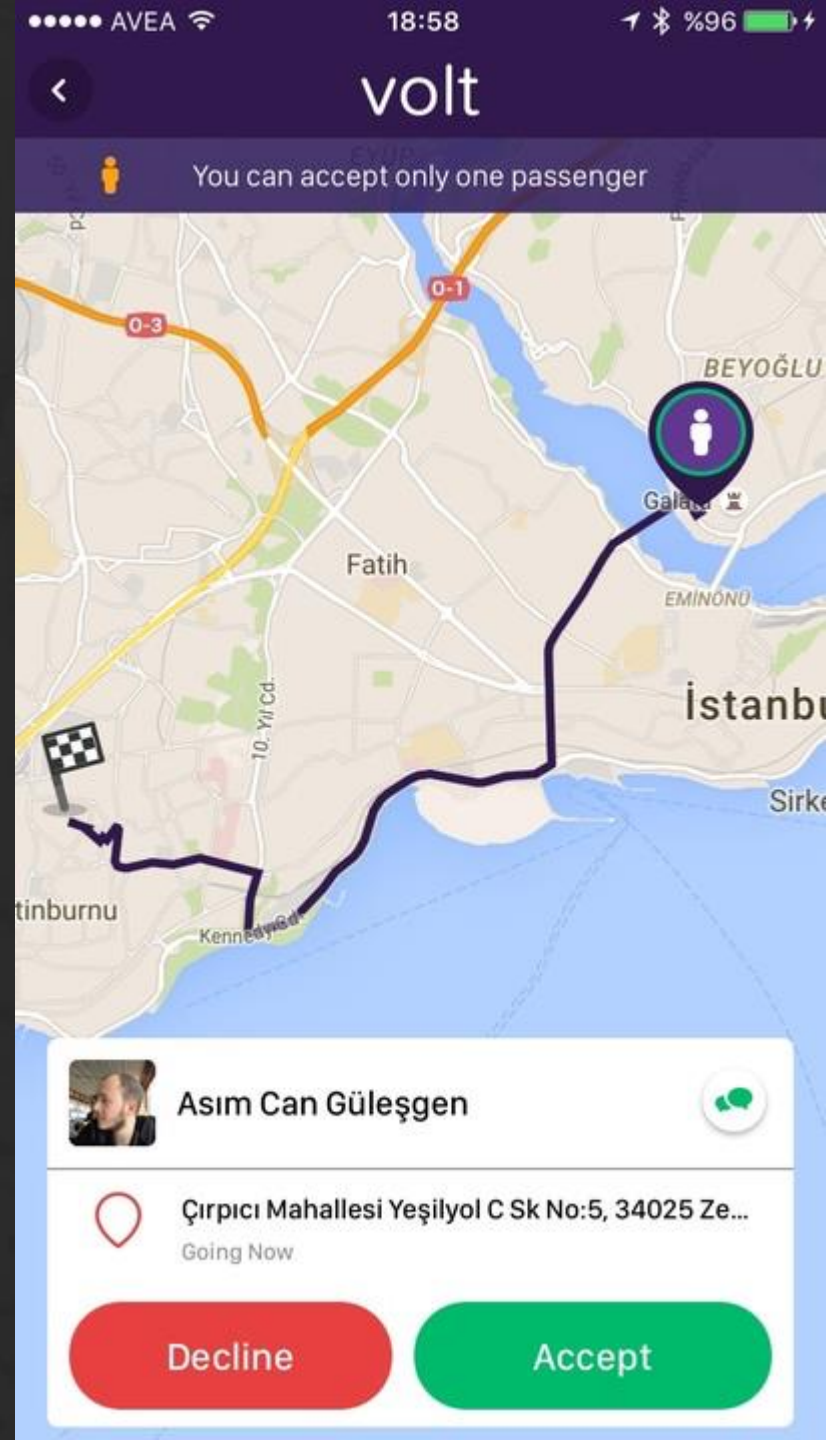 AVEA 18:58 %96
volt
You can accept only one passenger
O-1
O-3
BEYOĞLU
Fatih
EMİNÖNÜ
İstanbu
10. Yıl Cd.
Sirke
tinburnu
Asım Can Güleşgen
Çırpıcı Mahallesi Yeşilyol C Sk No:5, 34025 Ze...
Going Now
Decline Accept